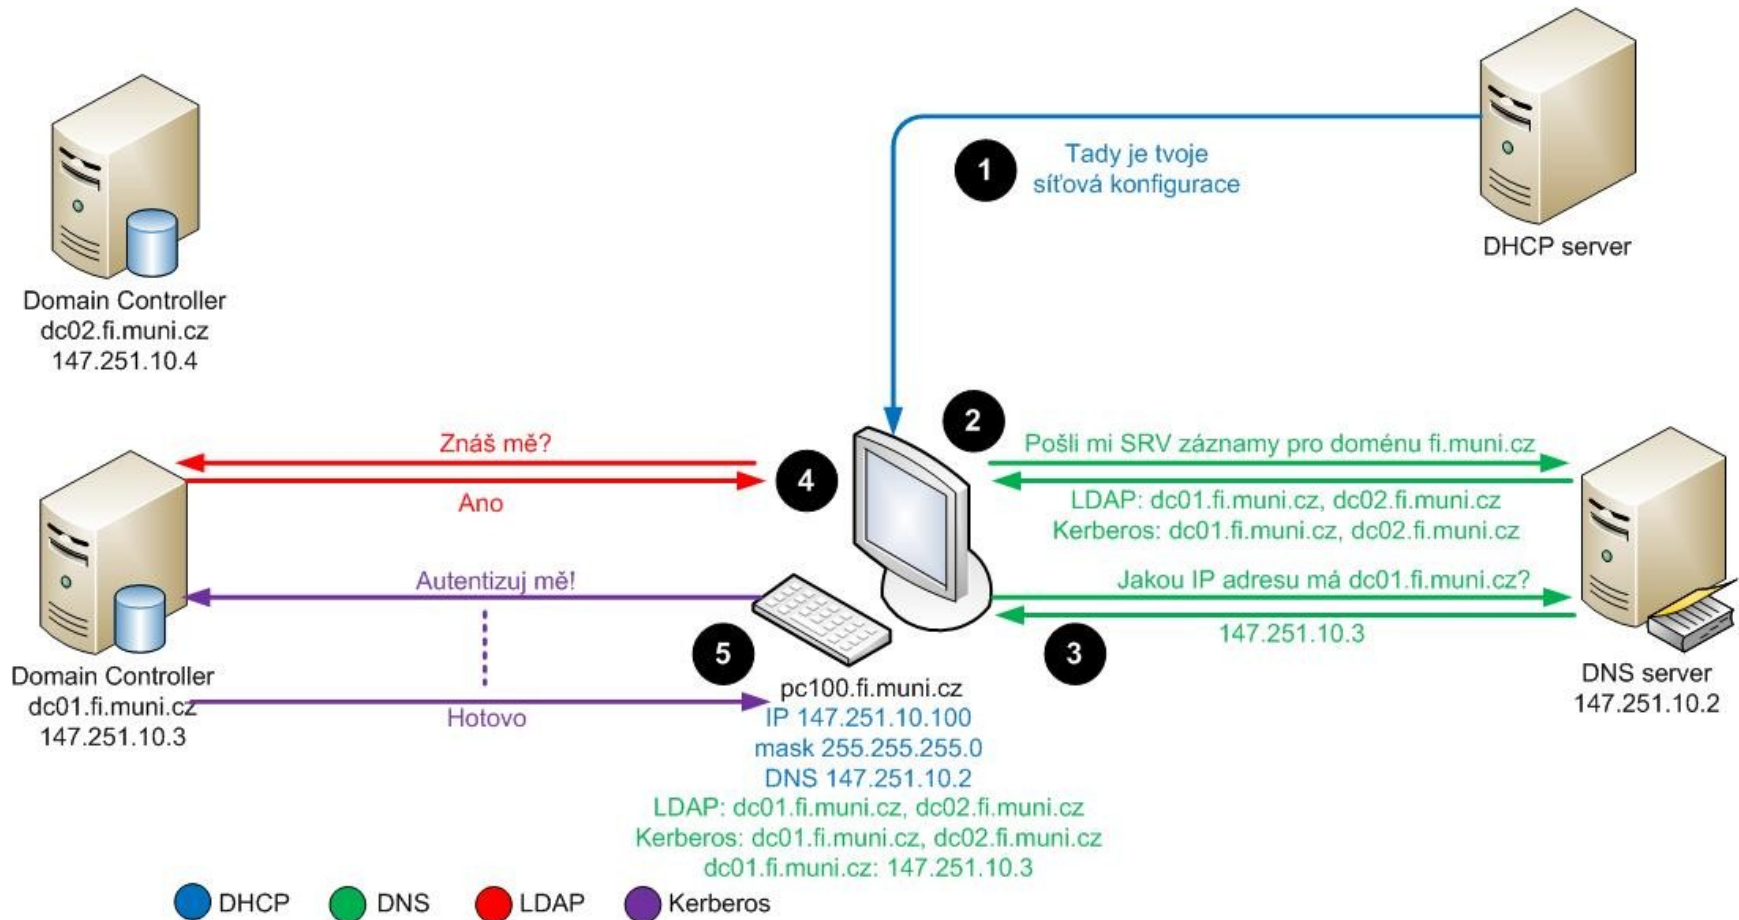 1
Tady je tvoje
síťová konfigurace
DHCP server
Domain Controller
dc02.fi.muni.cz
147.251.10.4
2
Znáš mě?
Ano
4
Pošli mi SRV záznamy pro doménu fi.muni.cz
LDAP: dc01.fi.muni.cz, dc02.fi.muni.cz
Kerberos: dc01.fi.muni.cz, dc02.fi.muni.cz
Autentizuj mě!
Hotovo
5
Jakou IP adresu má dc01.fi.muni.cz?
147.251.10.3
3
Domain Controller
dc01.fi.muni.cz
147.251.10.3
DNS server
147.251.10.2
pc100.fi.muni.cz
IP 147.251.10.100
mask 255.255.255.0
DNS 147.251.10.2
LDAP: dc01.fi.muni.cz, dc02.fi.muni.cz
Kerberos: dc01.fi.muni.cz, dc02.fi.muni.cz
dc01.fi.muni.cz: 147.251.10.3
DHCP DNS LDAP Kerberos